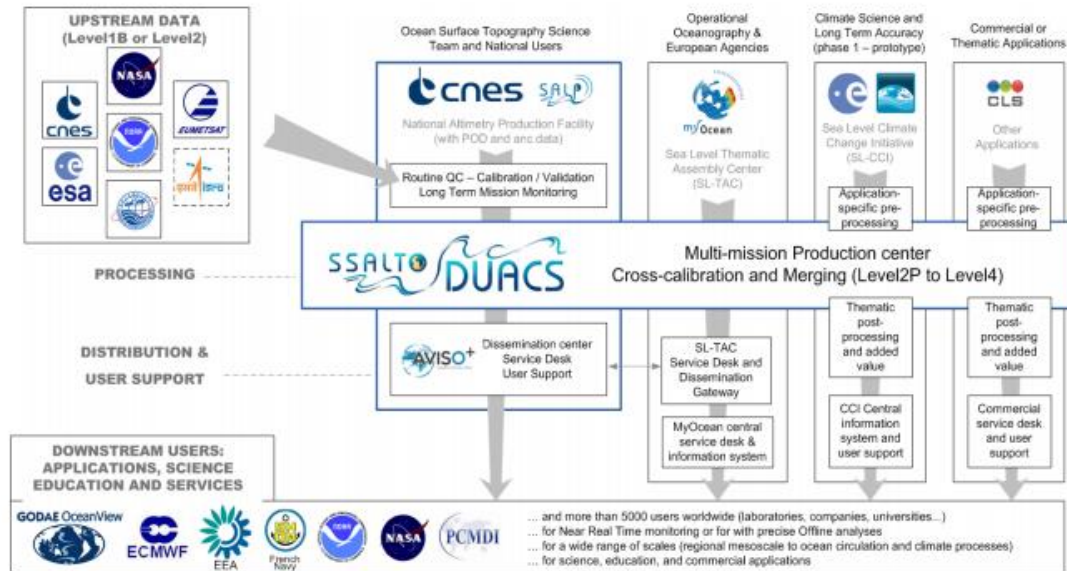 UPSTREAM DATA
(Level1B or Level2)
NASA
cnes
EUMETSAT
esa
isro
Ocean Surface Topography Science
Team and National Users
cnes SALP
National Altimetry Production Facility
(with POD and anc.data)
Routine QC – Calibration / Validation
Long Term Mission Monitoring
Operational
Oceanography &
European Agencies
myOcean
Sea Level Thematic
Assembly Center
(SL-TAC)
Climate Science and
Long Term Accuracy
(phase 1 – prototype)
Sea Level Climate
Change Initiative
(SL-CCI)
Application-
specific pre-
processing
Commercial or
Thematic Applications
CLS
Other
Applications
Application-
specific pre-
processing
PROCESSING
SSALTO DUACS
Multi-mission Production center
Cross-calibration and Merging (Level2P to Level4)
DISTRIBUTION &
USER SUPPORT
AVISO+
Dissemination center
Service Desk
User Support
SL-TAC
Service Desk and
Dissemination
Gateway
MyOcean central
service desk &
information system
Thematic
post-
processing
and added
value
CCI Central
information
system and
user support
Thematic
post-
processing
and added
value
Commercial
service desk
and user
support
DOWNSTREAM USERS:
APPLICATIONS, SCIENCE
EDUCATION AND SERVICES
GODAE OceanView
ECMWF
EEA
French
Navy
NASA
PCMDI
... and more than 5000 users worldwide (laboratories, companies, universities...)
... for Near Real Time monitoring or for with precise Offline analyses
... for a wide range of scales (regional mesoscale to ocean circulation and climate processes)
... for science, education, and commercial applications